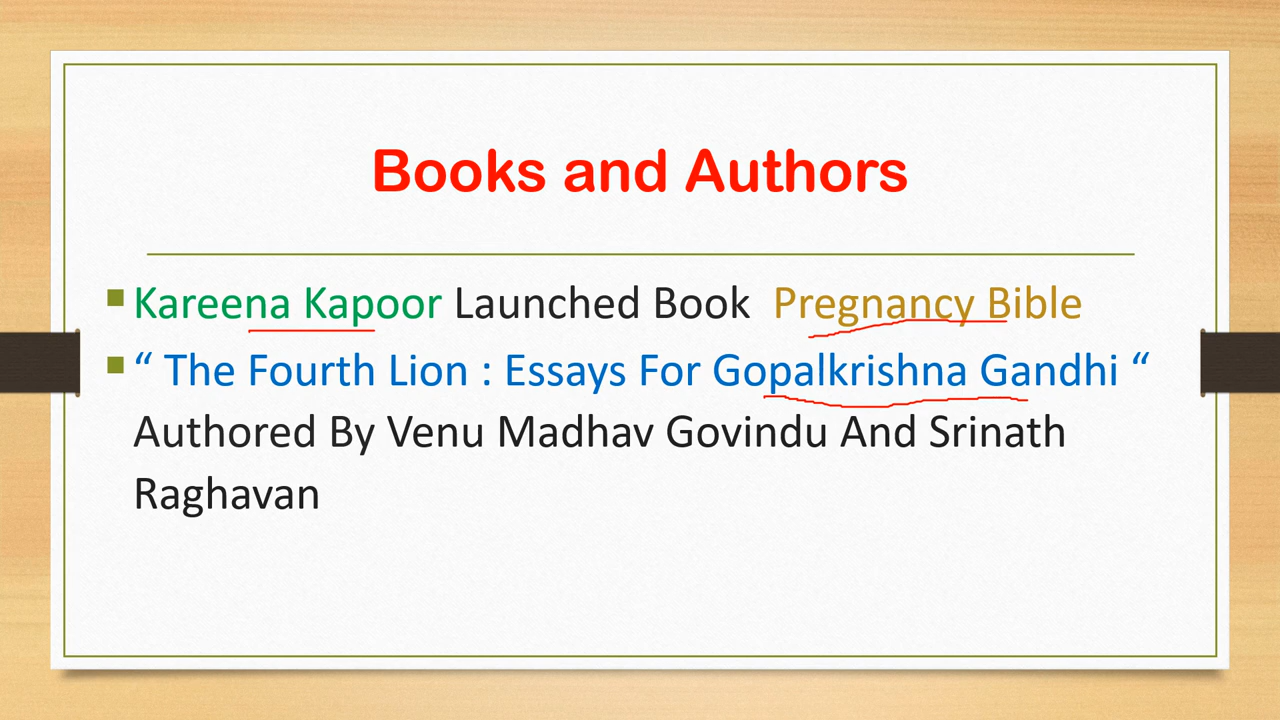 Books and Authors
Kareena Kapoor Launched Book Pregnancy Bible
“ The Fourth Lion : Essays For Gopalkrishna Gandhi “
Authored By Venu Madhav Govindu And Srinath
Raghavan